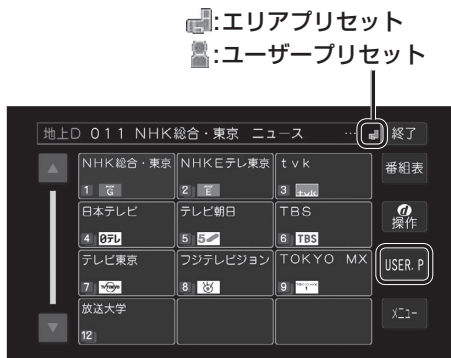 :エリアプリセット
:ユーザープリセット
地上D 011 NHK総合・東京 ニュース …
終了
NHK総合・東京 NHKEテレ東京 tvk
番組表
1 G 2 E 3 tvk
日本テレビ テレビ朝日 TBS
d
操作
4 日テレ 5 5 6 TBS
テレビ東京 フジテレビジョン TOKYO MX
USER. P
7 8 9
放送大学
メニュー
12